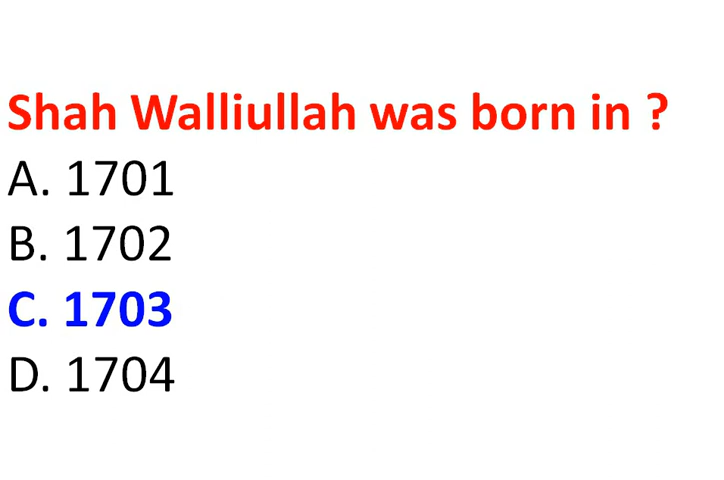 Shah Walliullah was born in ?
A. 1701
B. 1702
C. 1703
D. 1704